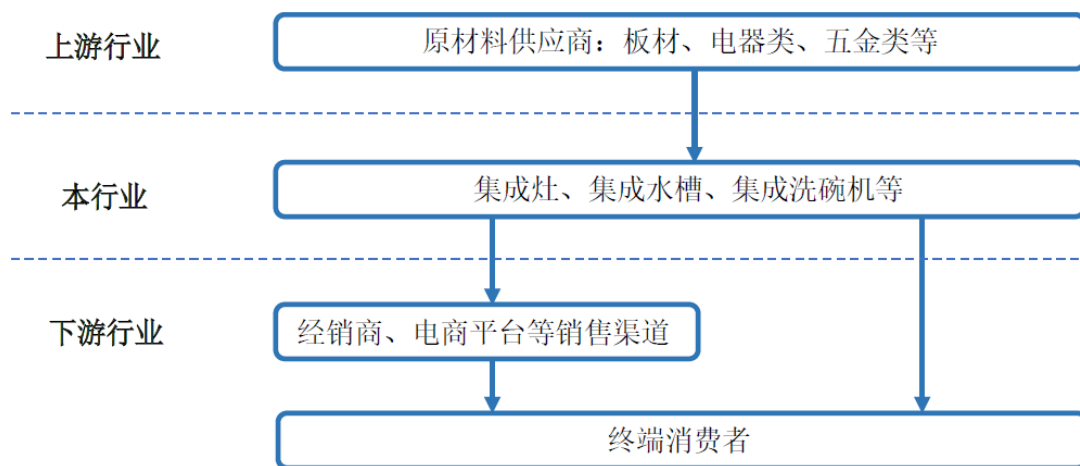 上游行业
原材料供应商：板材、电器类、五金类等
本行业
集成灶、集成水槽、集成洗碗机等
下游行业
经销商、电商平台等销售渠道
终端消费者